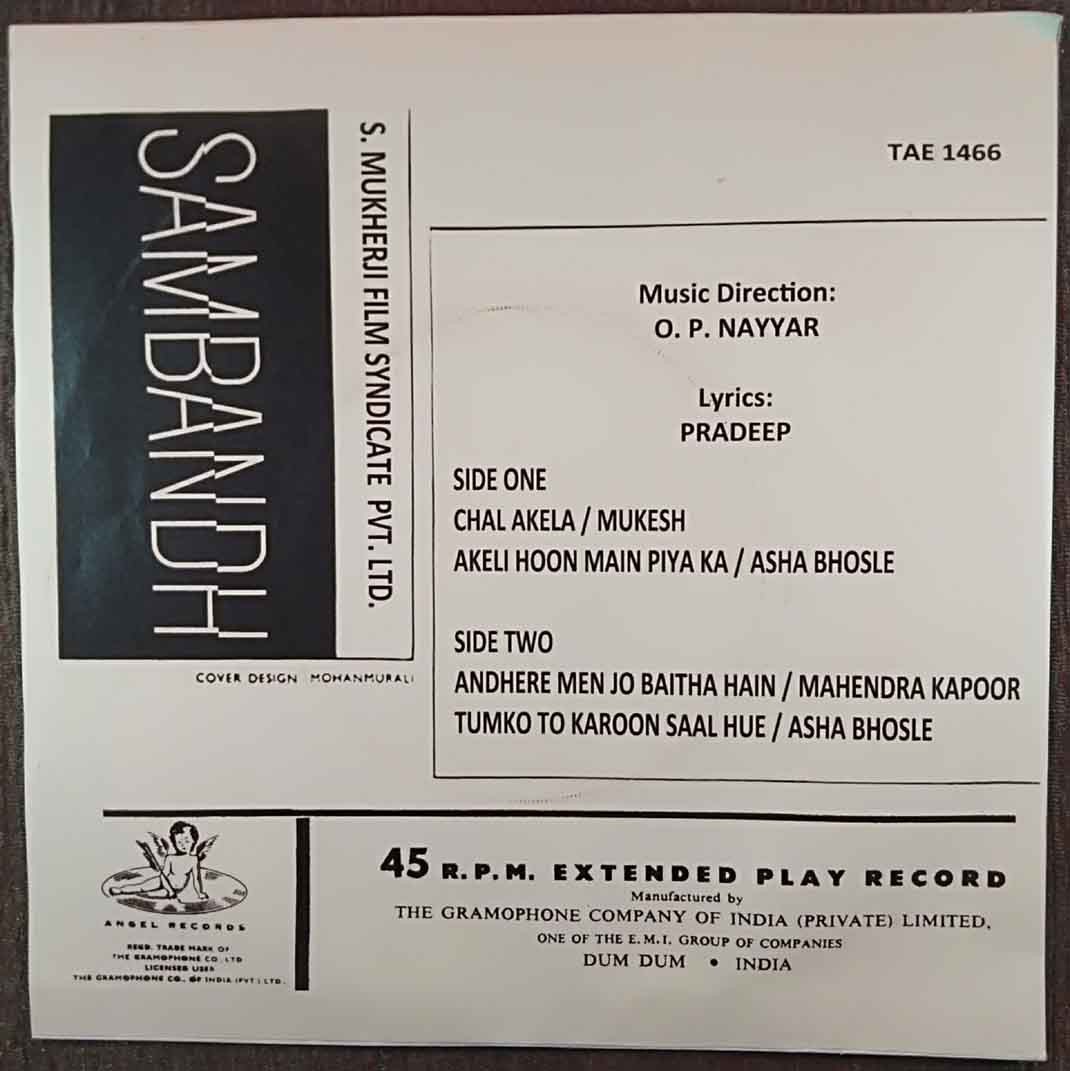 SAMBANDH
S. MUKHERJI FILM SYNDICATE PVT. LTD.
COVER DESIGN MOHANMURALI
TAE 1466
Music Direction:
O. P. NAYYAR
Lyrics:
PRADEEP
SIDE ONE
CHAL AKELA / MUKESH
AKELI HOON MAIN PIYA KA / ASHA BHOSLE
SIDE TWO
ANDHERE MEN JO BAITHA HAIN / MAHENDRA KAPOOR
TUMKO TO KAROON SAAL HUE / ASHA BHOSLE
ANGEL RECORDS
REGD. TRADE MARK OF
THE GRAMOPHONE CO. LTD
LICENSED USER
THE GRAMOPHONE CO., OF INDIA (PVT.) LTD.
45 R.P.M. EXTENDED PLAY RECORD
Manufactured by
THE GRAMOPHONE COMPANY OF INDIA (PRIVATE) LIMITED,
ONE OF THE E.M.I. GROUP OF COMPANIES
DUM DUM • INDIA